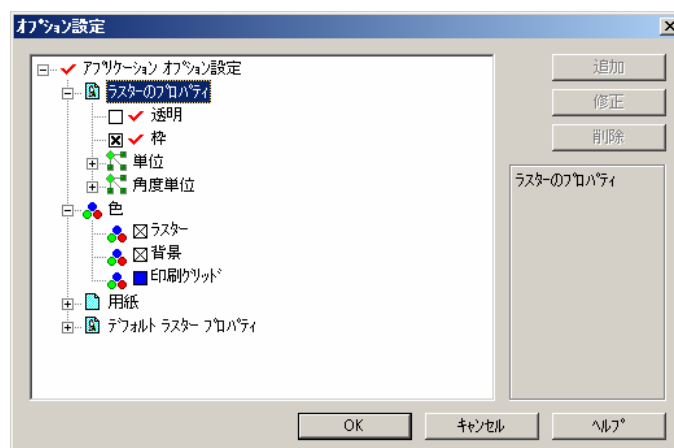 オプション設定
アプリケーション オプション設定
ラスターのプロパティ
透明
枠
単位
角度単位
色
ラスター
背景
印刷グリッド
用紙
デフォルト ラスター プロパティ
追加
修正
削除
ラスターのプロパティ
OK
キャンセル
ヘルプ